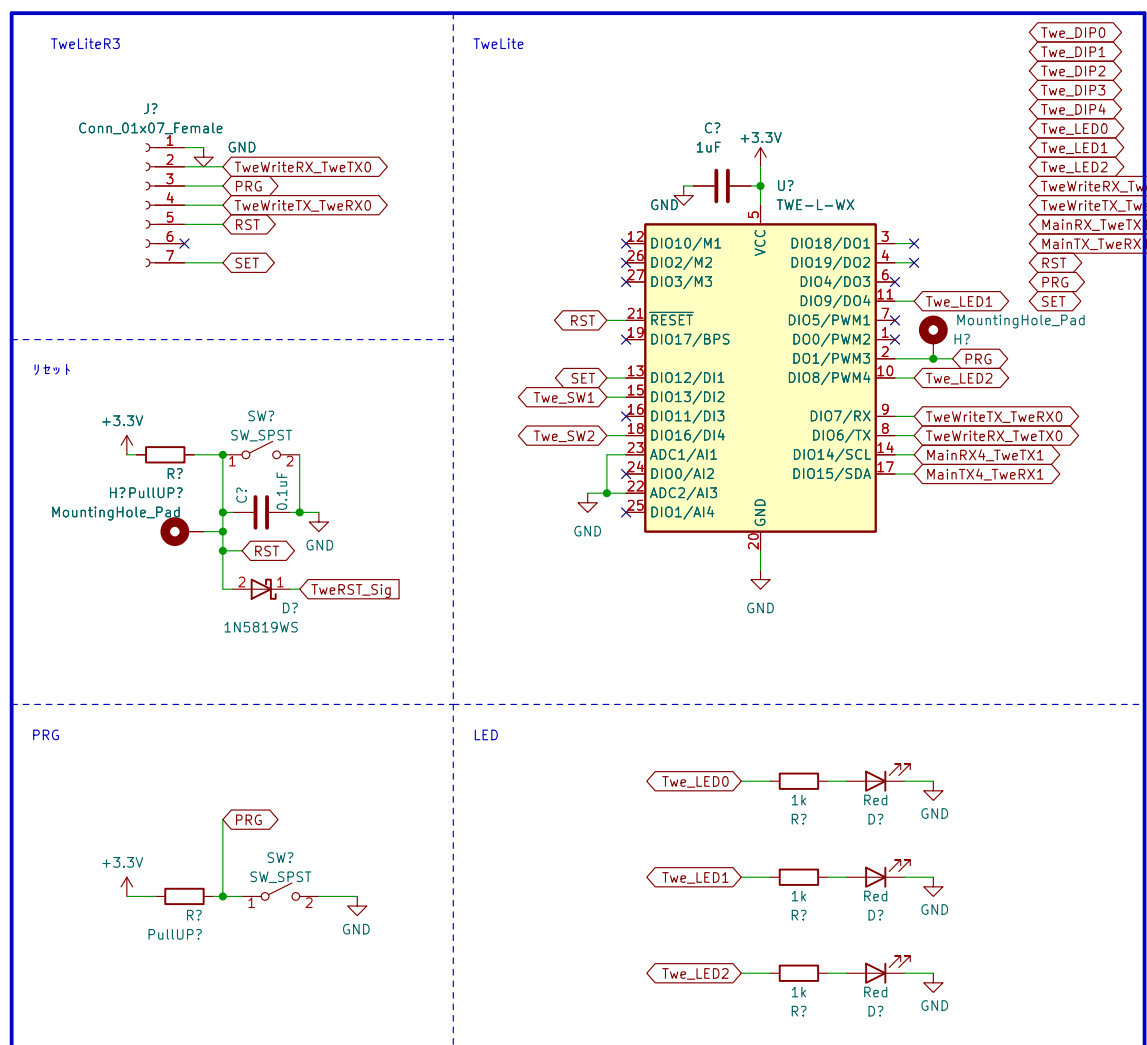 TweLiteR3
J?
Conn_01x07_Female
1
GND
2
TweWriteRX_TweTX0
3
PRG
4
TweWriteTX_TweRX0
5
RST
6
7
SET
リセット
+3.3V
SW?
SW_SPST
1
2
R?
H?PullUP?
MountingHole_Pad
C?
0.1uF
GND
RST
2
1
TweRST_Sig
D?
1N5819WS
PRG
PRG
+3.3V
SW?
SW_SPST
1
2
R?
PullUP?
GND
TweLite
C?
1uF
+3.3V
GND
U?
TWE-L-WX
5
VCC
12 DIO10/M1
26 DIO2/M2
27 DIO3/M3
RST
21 RESET
19 DIO17/BPS
SET
13 DIO12/DI1
Twe_SW1
15 DIO13/DI2
16 DIO11/DI3
Twe_SW2
18 DIO16/DI4
23 ADC1/AI1
24 DIO0/AI2
22 ADC2/AI3
25 DIO1/AI4
GND
GND
20
GND
DIO18/DO1 3
DIO19/DO2 4
DIO4/DO3 6
DIO9/DO4 11
Twe_LED1
DIO5/PWM1 7
DO0/PWM2 1
DO1/PWM3 2
PRG
DIO8/PWM4 10
Twe_LED2
MountingHole_Pad
H?
DIO7/RX 9
TweWriteTX_TweRX0
DIO6/TX 8
TweWriteRX_TweTX0
DIO14/SCL 14
MainRX4_TweTX1
DIO15/SDA 17
MainTX4_TweRX1
Twe_DIP0
Twe_DIP1
Twe_DIP2
Twe_DIP3
Twe_DIP4
Twe_LED0
Twe_LED1
Twe_LED2
TweWriteRX_Twe
TweWriteTX_Twe
MainRX_TweTX
MainTX_TweRX
RST
PRG
SET
LED
Twe_LED0
1k
R?
Red
D?
GND
Twe_LED1
1k
R?
Red
D?
GND
Twe_LED2
1k
R?
Red
D?
GND